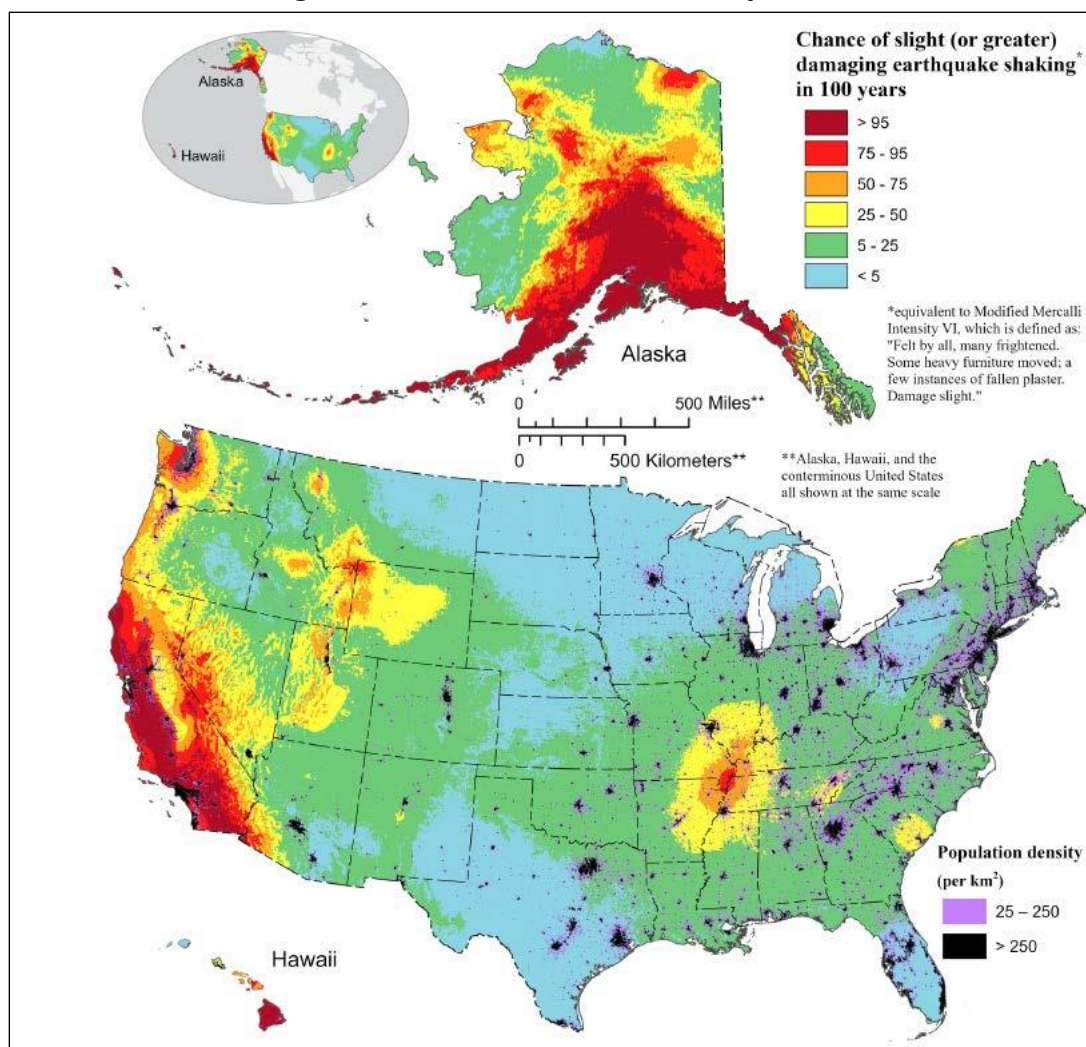 Alaska
Hawaii
Chance of slight (or greater)
damaging earthquake shaking*
in 100 years
> 95
75 - 95
50 - 75
25 - 50
5 - 25
< 5
*equivalent to Modified Mercalli
Intensity VI, which is defined as:
"Felt by all, many frightened.
Some heavy furniture moved; a
few instances of fallen plaster.
Damage slight."
Alaska
0 500 Miles**
0 500 Kilometers**
**Alaska, Hawaii, and the
conterminous United States
all shown at the same scale
Hawaii
Population density
(per km²)
25 – 250
> 250